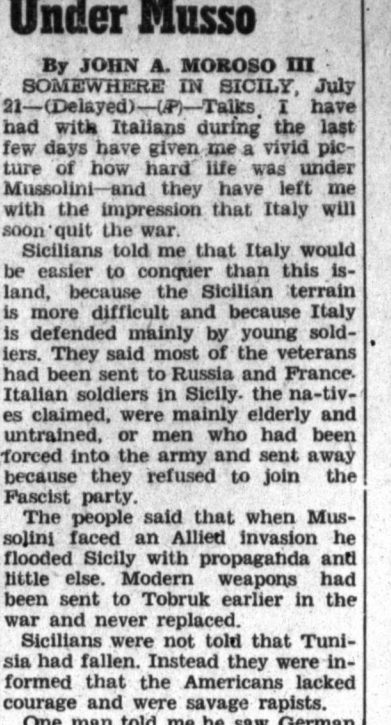 Under Musso
By JOHN A. MOROSO III
SOMEWHERE IN SICILY, July
21—(Delayed)—(AP)—Talks I have
had with Italians during the last
few days have given me a vivid pic-
ture of how hard life was under
Mussolini—and they have left me
with the impression that Italy will
soon quit the war.
Sicilians told me that Italy would
be easier to conquer than this is-
land, because the Sicilian terrain
is more difficult and because Italy
is defended mainly by young sold-
iers. They said most of the veterans
had been sent to Russia and France.
Italian soldiers in Sicily- the na-tiv-
es claimed, were mainly elderly and
untrained, or men who had been
forced into the army and sent away
because they refused to join the
Fascist party.
The people said that when Mus-
solini faced an Allied invasion he
flooded Sicily with propaganda and
little else. Modern weapons had
been sent to Tobruk earlier in the
war and never replaced.
Sicilians were not told that Tuni-
sia had fallen. Instead they were in-
formed that the Americans lacked
courage and were savage rapists.
One man told me he saw German